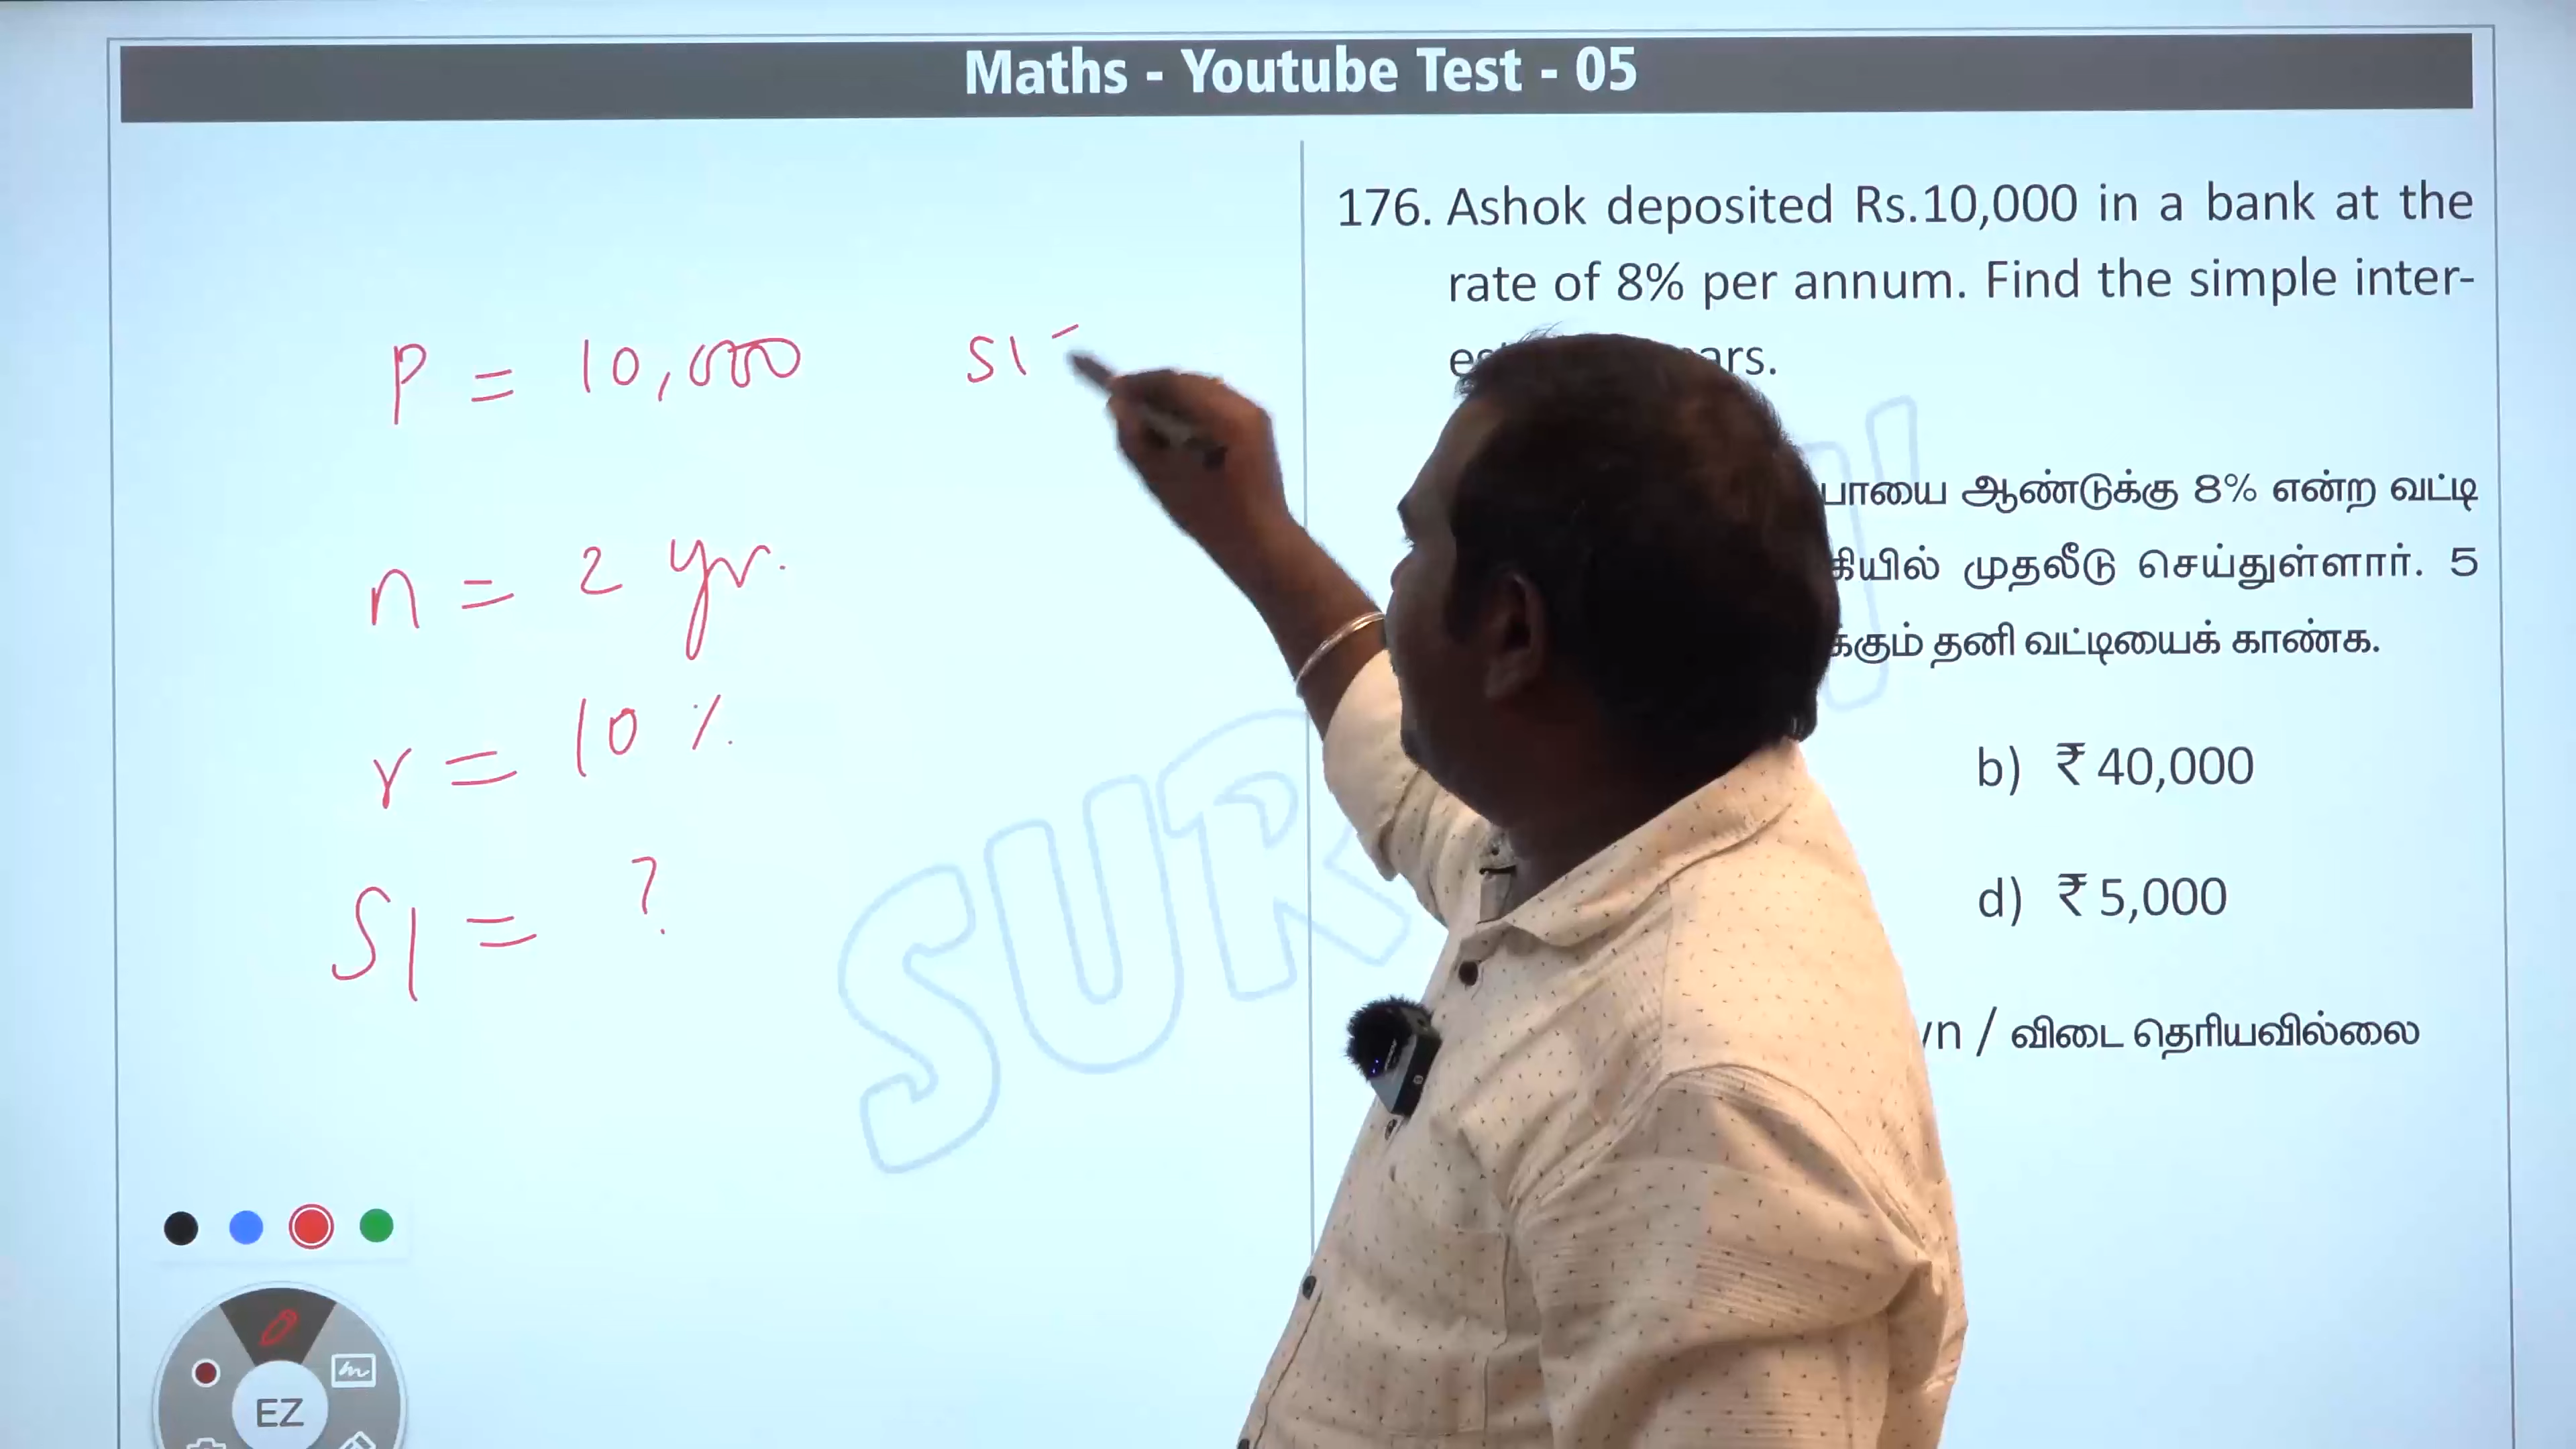 Maths - Youtube Test - 05
P = 10,000
SI
n = 2 yr.
r = 10 %
SI = ?
176. Ashok deposited Rs.10,000 in a bank at the
rate of 8% per annum. Find the simple inter-
ஆண்டுக்கு 8% என்ற வட்டி
முதலீடு செய்துள்ளார். 5
தனி வட்டியைக் காண்க.
b) ₹ 40,000
d) ₹ 5,000
/ விடை தெரியவில்லை
EZ